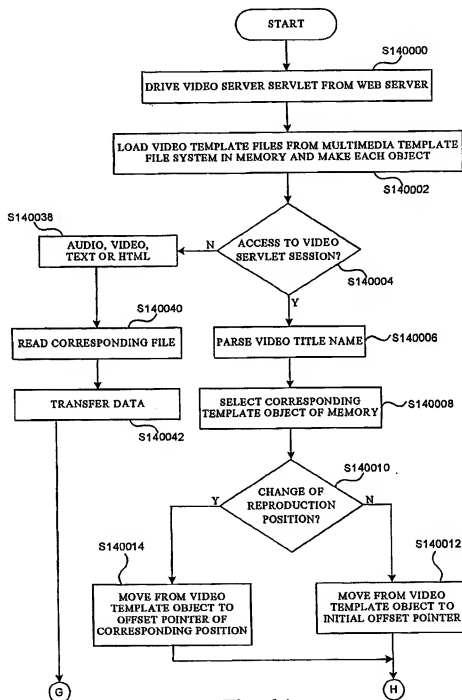 START
S140000
DRIVE VIDEO SERVER SERVLET FROM WEB SERVER
LOAD VIDEO TEMPLATE FILES FROM MULTIMEDIA TEMPLATE
FILE SYSTEM IN MEMORY AND MAKE EACH OBJECT
S140002
S140038
AUDIO, VIDEO,
TEXT OR HTML
N
ACCESS TO VIDEO
SERVLET SESSION?
S140004
Y
S140040
READ CORRESPONDING FILE
PARSE VIDEO TITLE NAME
S140006
TRANSFER DATA
S140042
SELECT CORRESPONDING
TEMPLATE OBJECT OF MEMORY
S140008
S140010
Y
CHANGE OF
REPRODUCTION
POSITION?
N
S140014
S140012
MOVE FROM VIDEO
TEMPLATE OBJECT TO
OFFSET POINTER OF
CORRESPONDING POSITION
MOVE FROM VIDEO
TEMPLATE OBJECT TO
INITIAL OFFSET POINTER
G
H